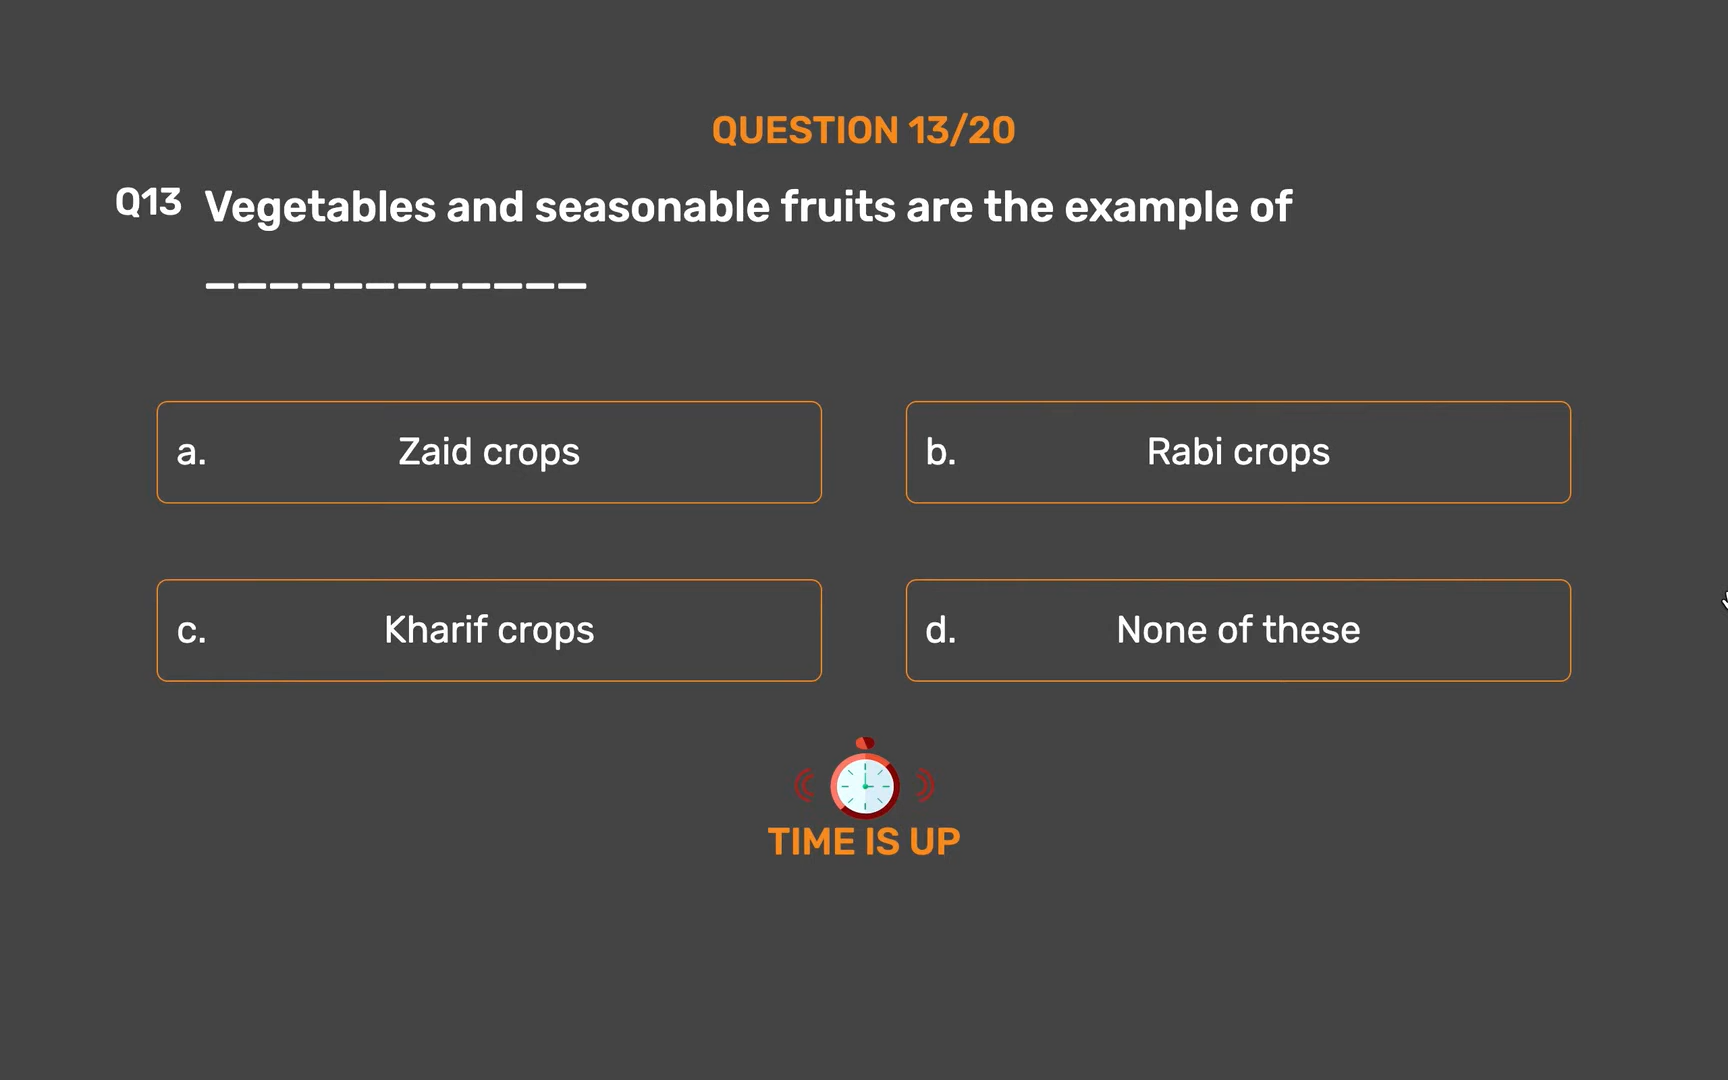 QUESTION 13/20
Q13 Vegetables and seasonable fruits are the example of
____________
a. Zaid crops
b. Rabi crops
c. Kharif crops
d. None of these
TIME IS UP